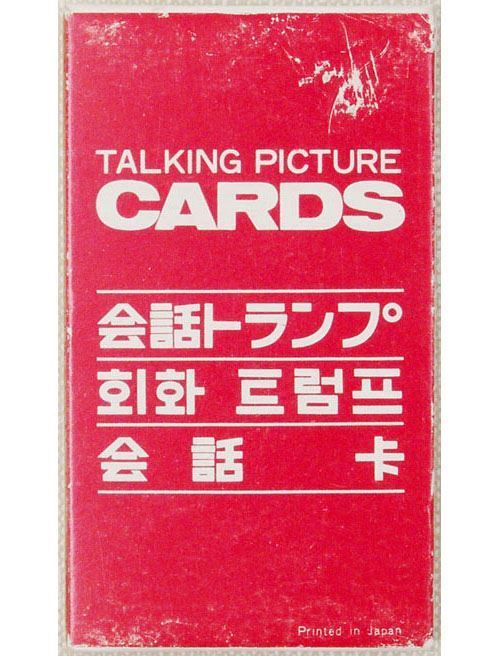 TALKING PICTURE
CARDS
会話トランプ
회화 트럼프
会話 卡
Printed in Japan